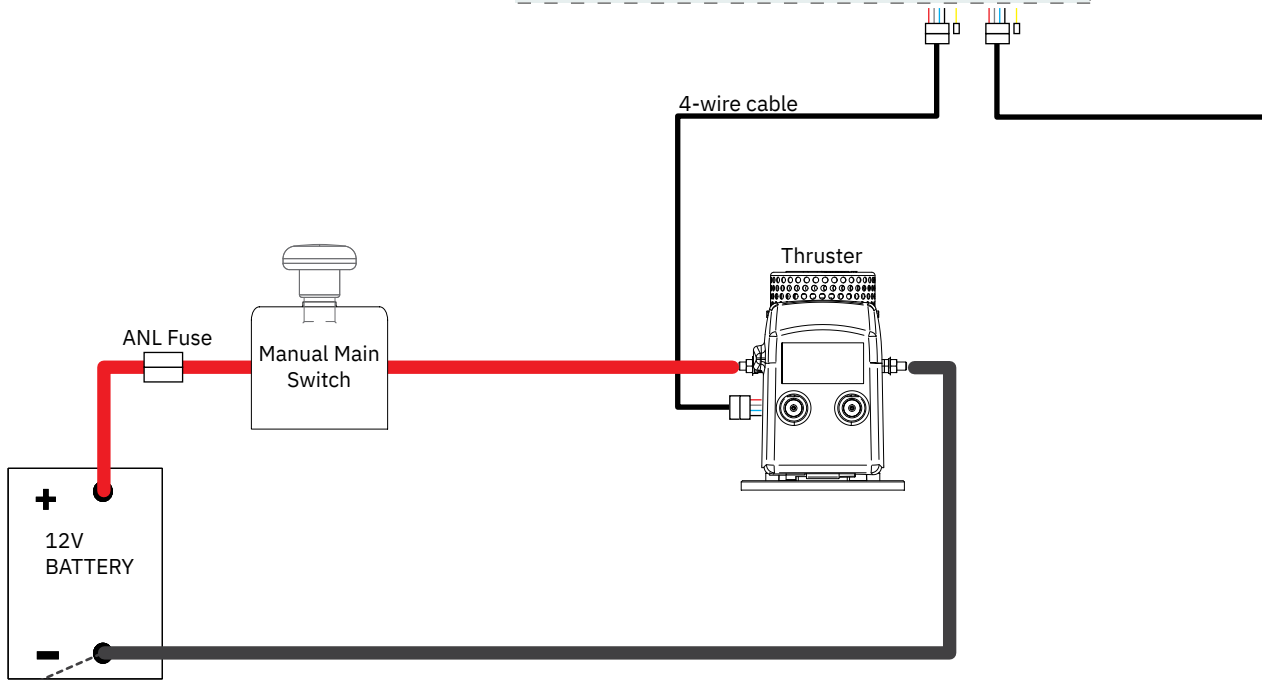 4-wire cable
Thruster
ANL Fuse
Manual Main
Switch
+
12V
BATTERY
-